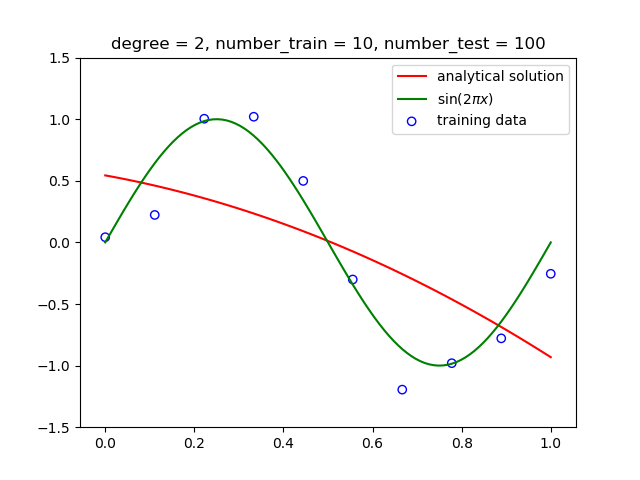 degree = 2, number_train = 10, number_test = 100
1.5
1.0
0.5
0.0
−0.5
−1.0
−1.5
analytical solution
sin(2πx)
training data
0.0 0.2 0.4 0.6 0.8 1.0